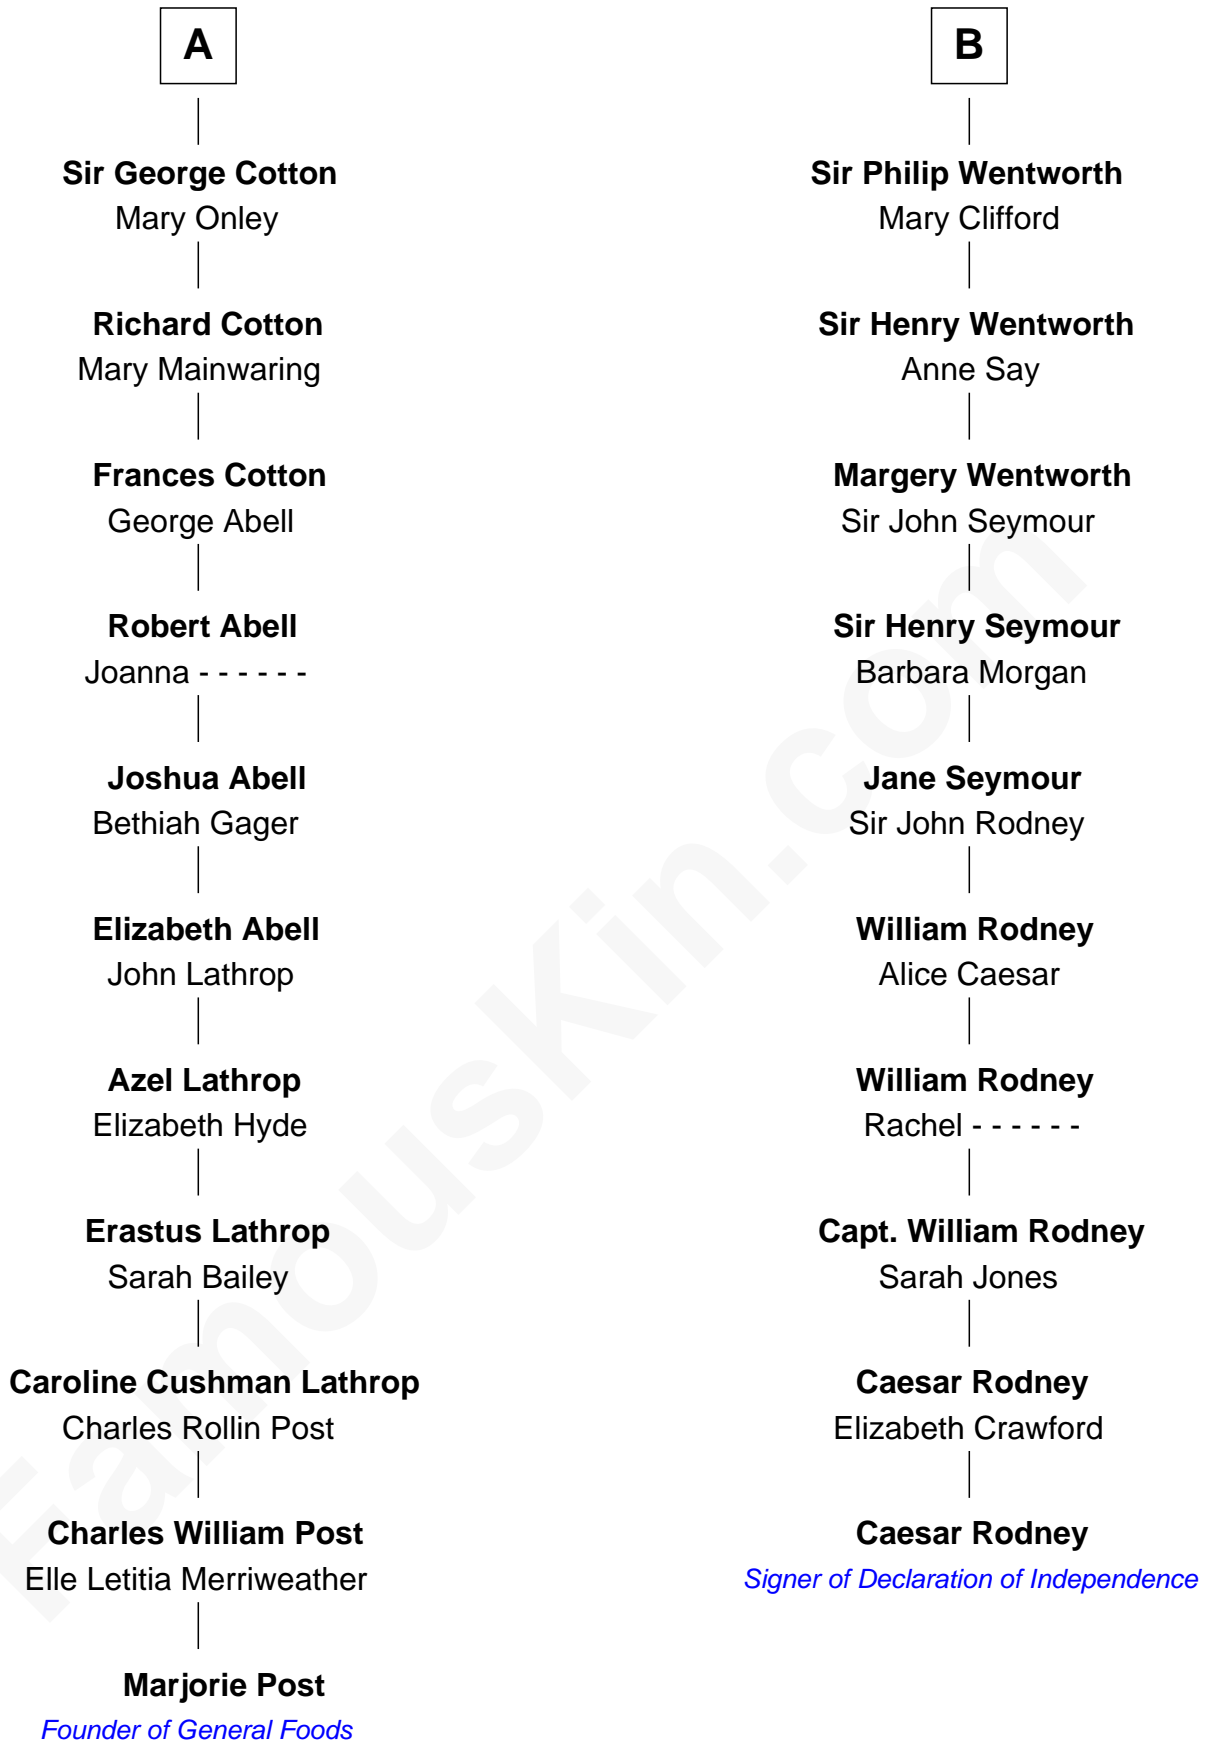 A
Sir George Cotton
Mary Onley
Richard Cotton
Mary Mainwaring
Frances Cotton
George Abell
Robert Abell
Joanna - - - - - -
Joshua Abell
Bethiah Gager
Elizabeth Abell
John Lathrop
Azel Lathrop
Elizabeth Hyde
Erastus Lathrop
Sarah Bailey
Caroline Cushman Lathrop
Charles Rollin Post
Charles William Post
Elle Letitia Merriweather
Marjorie Post
Founder of General Foods
B
Sir Philip Wentworth
Mary Clifford
Sir Henry Wentworth
Anne Say
Margery Wentworth
Sir John Seymour
Sir Henry Seymour
Barbara Morgan
Jane Seymour
Sir John Rodney
William Rodney
Alice Caesar
William Rodney
Rachel - - - - - -
Capt. William Rodney
Sarah Jones
Caesar Rodney
Elizabeth Crawford
Caesar Rodney
Signer of Declaration of Independence
FamousKin.com